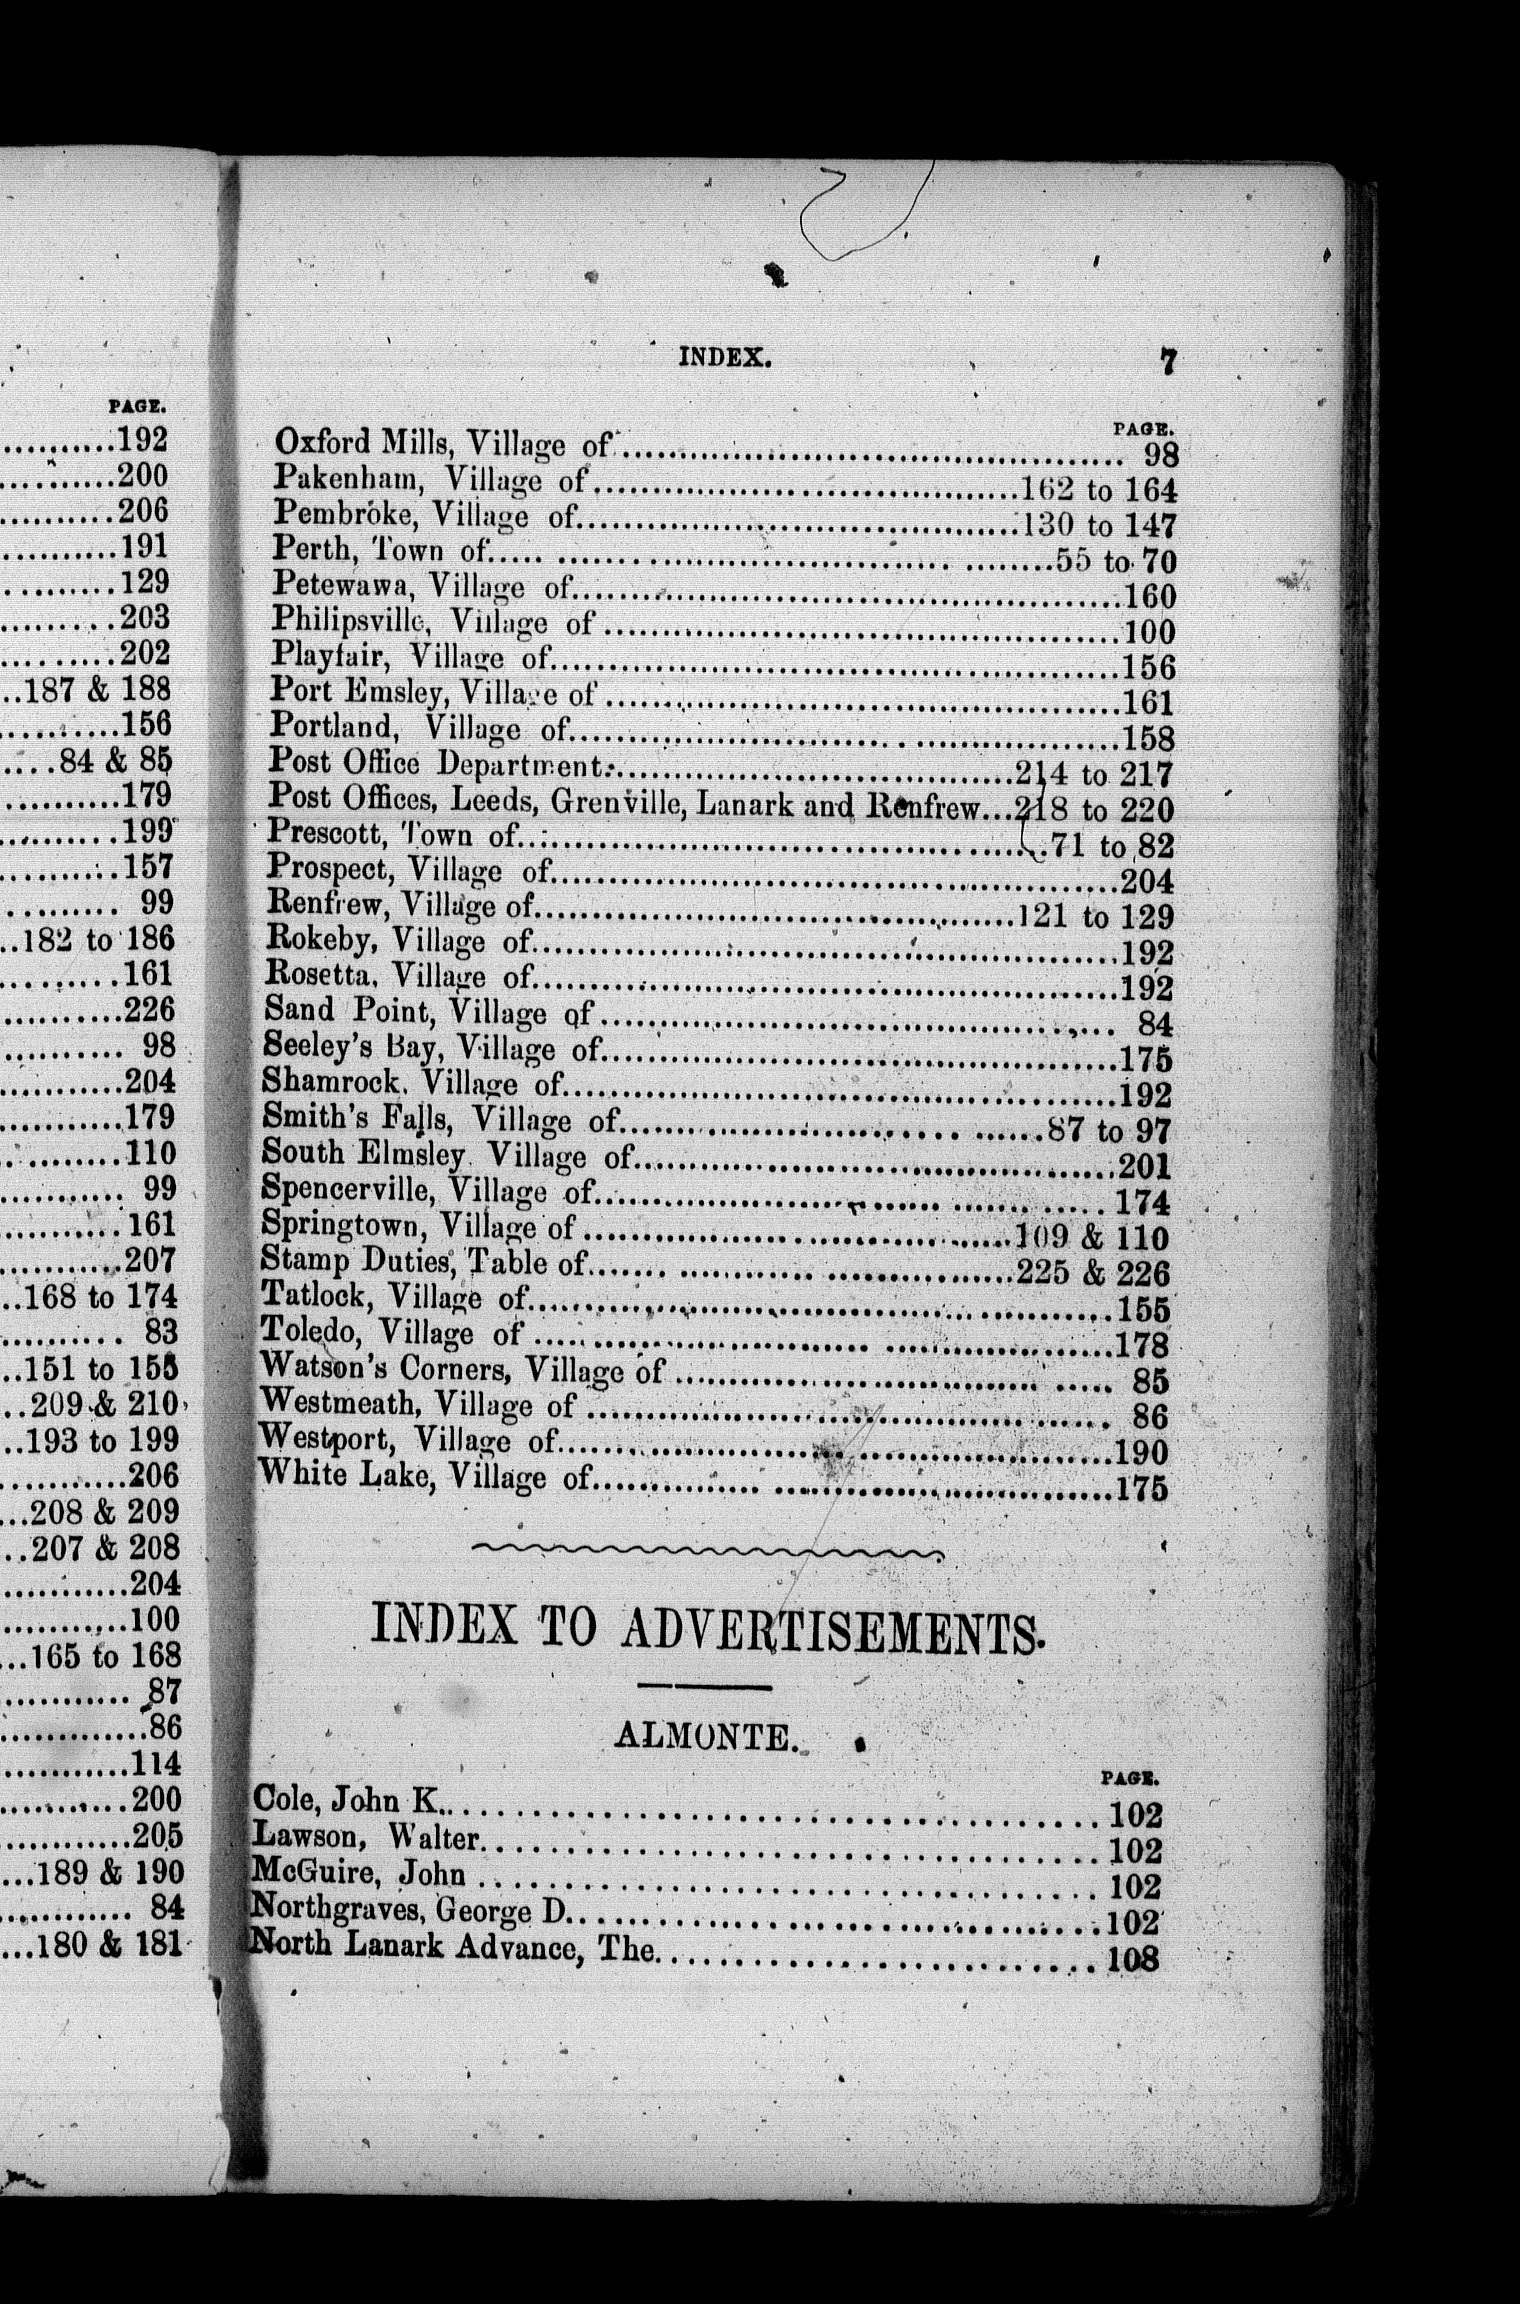 PAGE.
..........192
..........200
..........206
..........191
..........129
..........203
..........202
..187 & 188
..........156
....84 & 85
..........179
..........199
..........157
.......... 99
..182 to 186
..........161
..........226
.......... 98
..........204
..........179
..........110
.......... 99
..........161
..........207
..168 to 174
.......... 83
..151 to 155
..209 & 210
..193 to 199
..........206
...208 & 209
..207 & 208
..........204
..........100
...165 to 168
.......... 87
..........86
..........114
..........200
..........205
...189 & 190
.......... 84
...180 & 181
INDEX. 7
PAGE.
Oxford Mills, Village of.......... 98
Pakenham, Village of..........162 to 164
Pembroke, Village of..........130 to 147
Perth, Town of..........55 to 70
Petewawa, Village of..........160
Philipsville, Village of..........100
Playfair, Village of..........156
Port Emsley, Village of..........161
Portland, Village of..........158
Post Office Department..........214 to 217
Post Offices, Leeds, Grenville, Lanark and Renfrew...218 to 220
Prescott, Town of..........71 to 82
Prospect, Village of..........204
Renfrew, Village of..........121 to 129
Rokeby, Village of..........192
Rosetta, Village of..........192
Sand Point, Village of.......... 84
Seeley's Bay, Village of..........175
Shamrock. Village of..........192
Smith's Falls, Village of..........87 to 97
South Elmsley. Village of..........201
Spencerville, Village of..........174
Springtown, Village of..........109 & 110
Stamp Duties, Table of..........225 & 226
Tatlock, Village of..........155
Toledo, Village of..........178
Watson's Corners, Village of.......... 85
Westmeath, Village of.......... 86
Westport, Village of..........190
White Lake, Village of..........175
INDEX TO ADVERTISEMENTS.
ALMONTE.
PAGE.
Cole, John K..........102
Lawson, Walter..........102
McGuire, John..........102
Northgraves, George D..........102
North Lanark Advance, The..........108